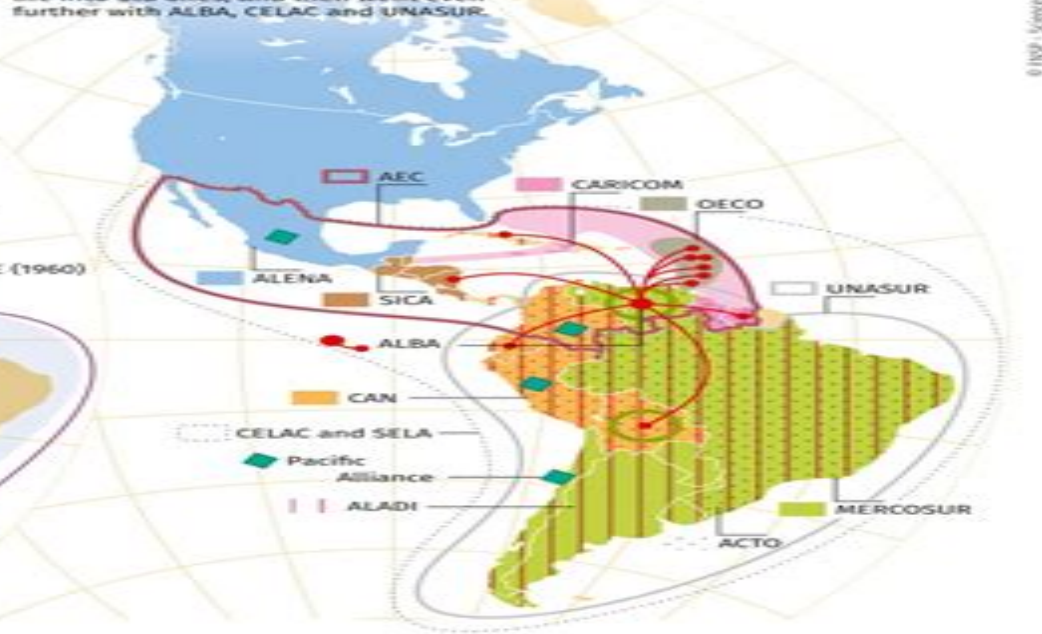 further with ALBA, CELAC and UNASUR.
AEC
CARICOM
OECO
(1960)
ALENA
SICA
UNASUR
ALBA
CAN
CELAC and SELA
Pacific
Alliance
ALADI
MERCOSUR
ACTO